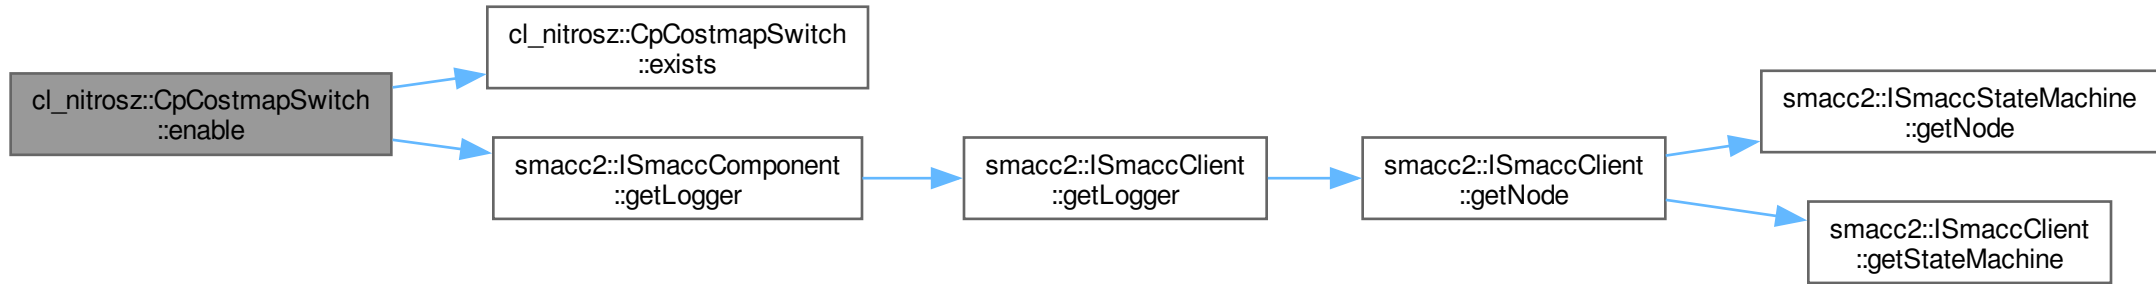 cl_nitrosz::CpCostmapSwitch
::enable
cl_nitrosz::CpCostmapSwitch
::exists
smacc2::ISmaccComponent
::getLogger
smacc2::ISmaccClient
::getLogger
smacc2::ISmaccClient
::getNode
smacc2::ISmaccStateMachine
::getNode
smacc2::ISmaccClient
::getStateMachine